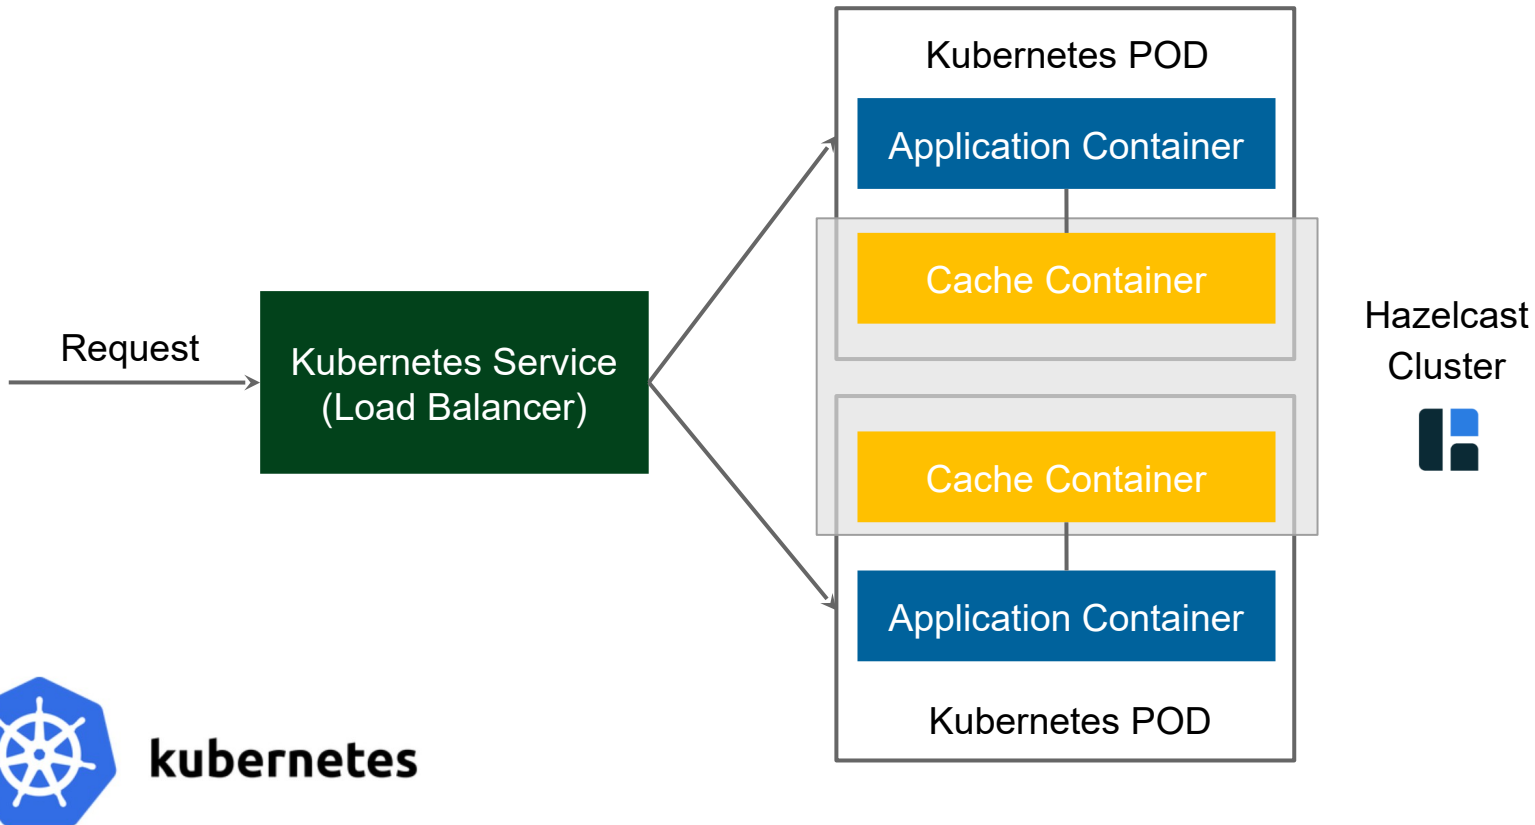 Kubernetes POD
Application Container
Cache Container
Request
Kubernetes Service
(Load Balancer)
Hazelcast
Cluster
Cache Container
Application Container
Kubernetes POD
kubernetes